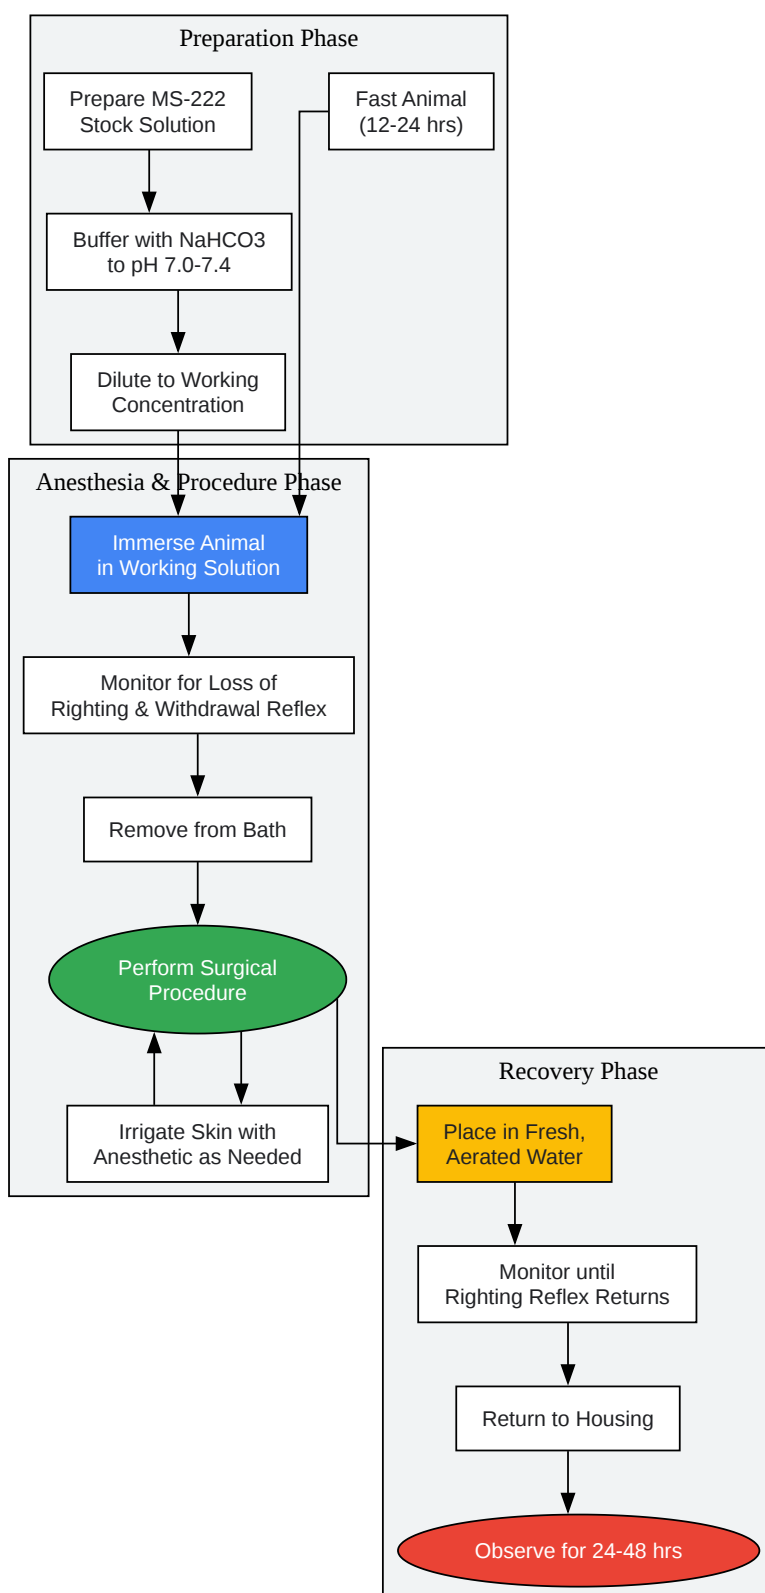 Preparation Phase
Prepare MS-222
Stock Solution
Fast Animal
(12-24 hrs)
Buffer with NaHCO3
to pH 7.0-7.4
Dilute to Working
Concentration
Anesthesia & Procedure Phase
Immerse Animal
in Working Solution
Monitor for Loss of
Righting & Withdrawal Reflex
Remove from Bath
Perform Surgical
Procedure
Irrigate Skin with
Anesthetic as Needed
Recovery Phase
Place in Fresh,
Aerated Water
Monitor until
Righting Reflex Returns
Return to Housing
Observe for 24-48 hrs